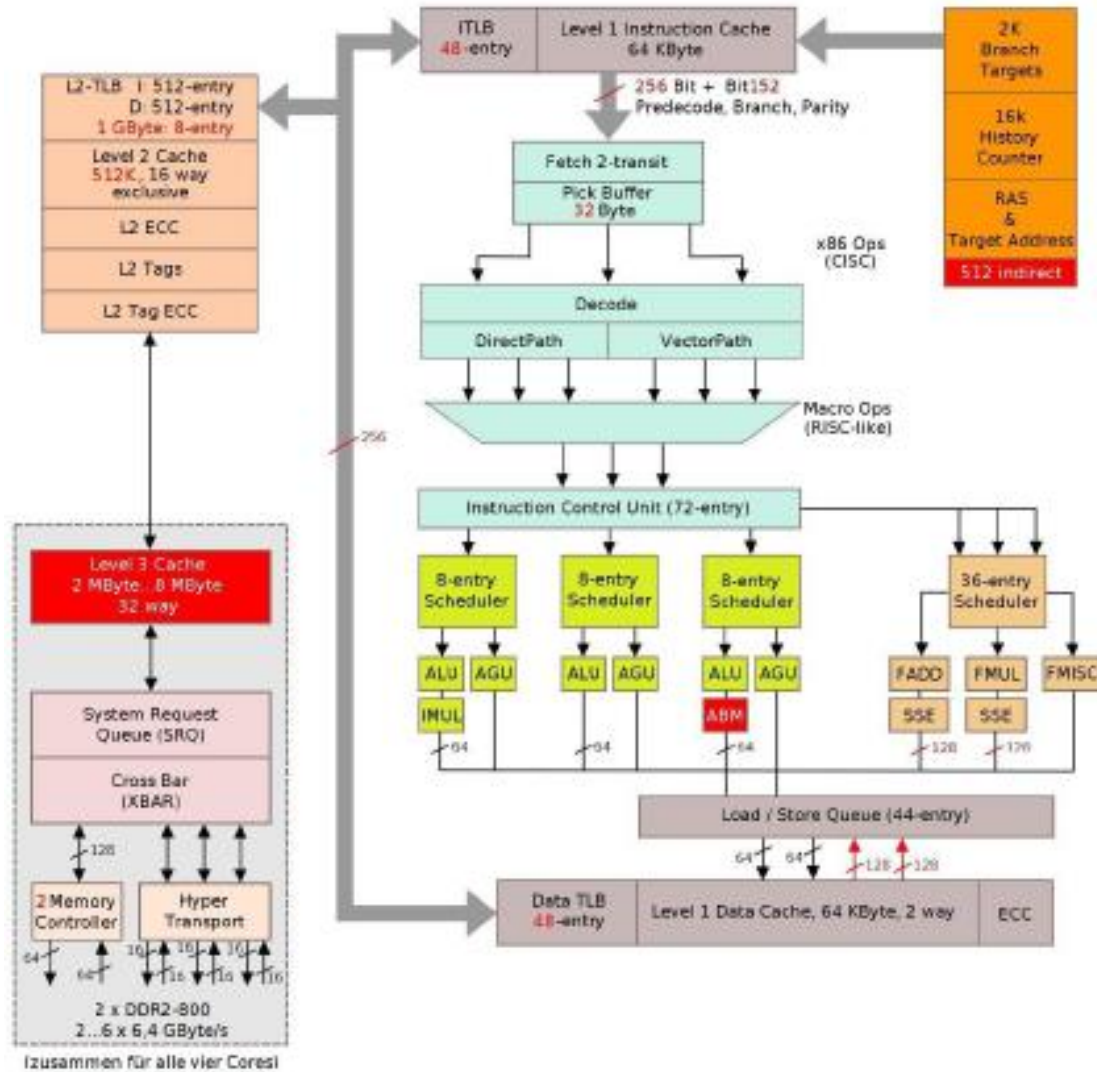 ITLB
48-entry
Level 1 Instruction Cache
64 KByte
2K
Branch
Targets
16k
History
Counter
RAS
&
Target Address
512 indirect
L2-TLB I: 512-entry
D: 512-entry
1 GByte: 8-entry
Level 2 Cache
512K, 16 way
exclusive
L2 ECC
L2 Tags
L2 Tag ECC
256 Bit + Bit152
Predecode, Branch, Parity
Fetch 2-transit
Pick Buffer
32 Byte
x86 Ops
(CISC)
Decode
DirectPath
VectorPath
Macro Ops
(RISC-like)
256
Instruction Control Unit (72-entry)
8-entry
Scheduler
8-entry
Scheduler
8-entry
Scheduler
36-entry
Scheduler
ALU
AGU
ALU
AGU
ALU
AGU
FADD
FMUL
FMISC
IMUL
ABM
SSE
SSE
64
64
64
128
128
Level 3 Cache
2 MByte...8 MByte
32 way
System Request
Queue (SRQ)
Cross Bar
(XBAR)
128
2 Memory
Controller
Hyper
Transport
64
64
16
16
16
16
16
16
2 x DDR2-800
2...6 x 6,4 GByte/s
(zusammen für alle vier Cores)
Load / Store Queue (44-entry)
64
64
128
128
Data TLB
48-entry
Level 1 Data Cache, 64 KByte, 2 way
ECC